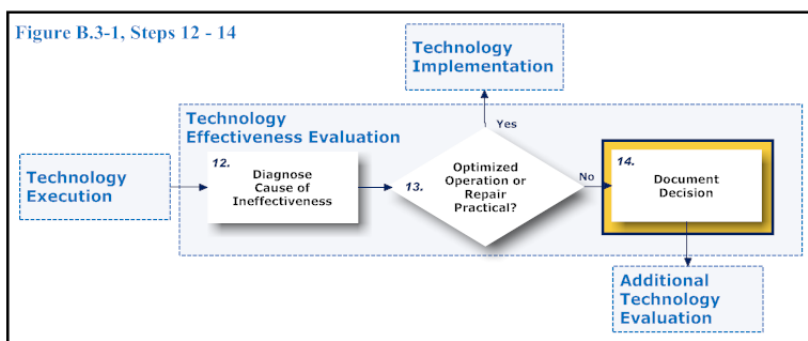 Figure B.3-1, Steps 12 - 14
Technology
Implementation
Yes
Technology
Effectiveness Evaluation
Technology
Execution
12.
Diagnose
Cause of
Ineffectiveness
13.
Optimized
Operation or
Repair
Practical?
No
14.
Document
Decision
Additional
Technology
Evaluation